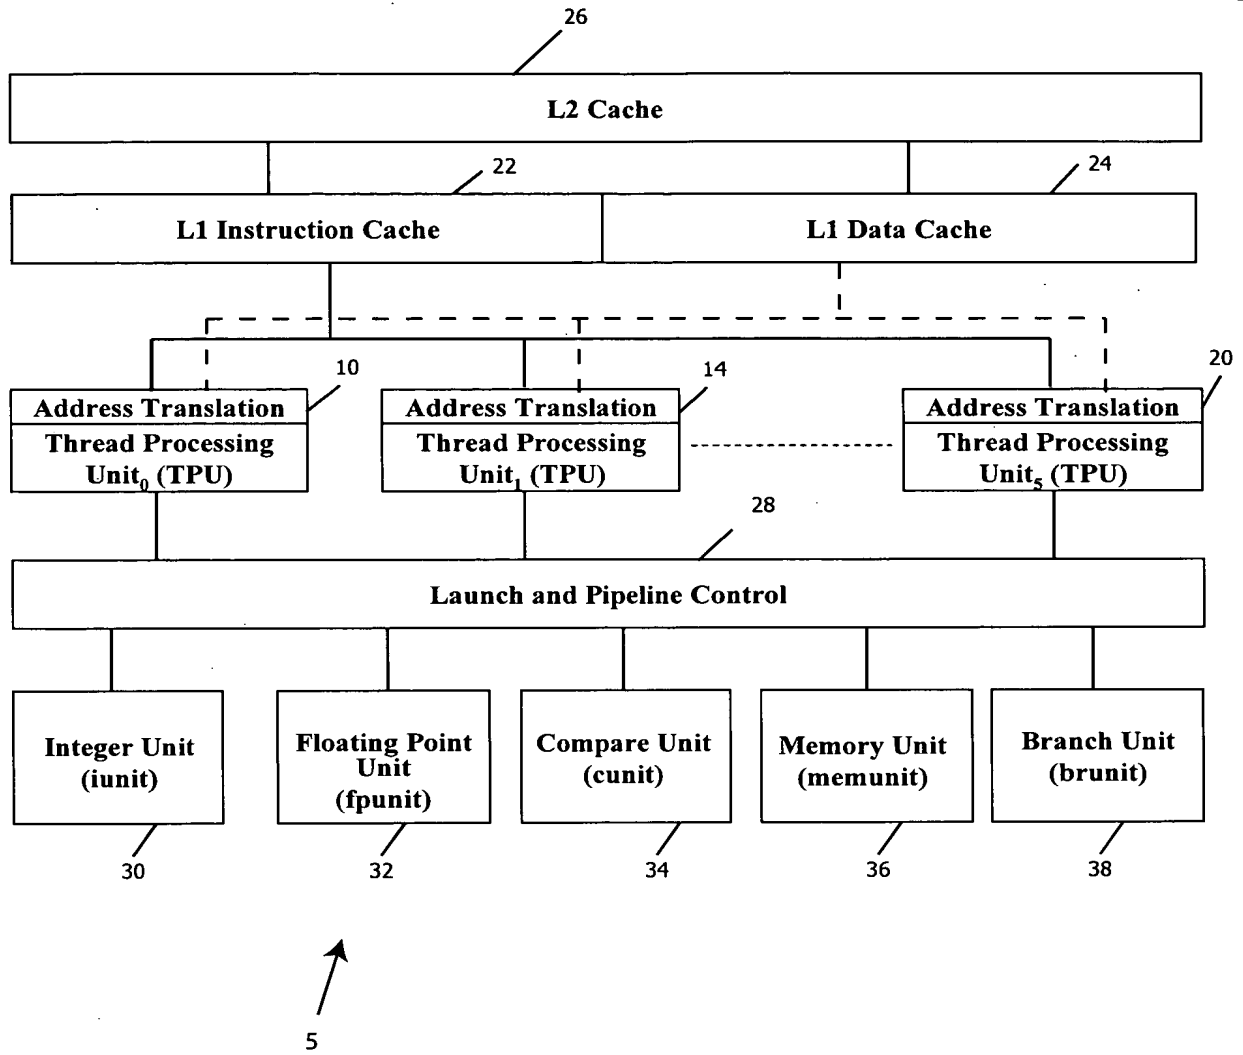 26
L2 Cache
22
24
L1 Instruction Cache
L1 Data Cache
10
14
20
Address Translation
Thread Processing
Unit0 (TPU)
Address Translation
Thread Processing
Unit1 (TPU)
Address Translation
Thread Processing
Unit5 (TPU)
28
Launch and Pipeline Control
Integer Unit
(iunit)
Floating Point
Unit
(fpunit)
Compare Unit
(cunit)
Memory Unit
(memunit)
Branch Unit
(brunit)
30
32
34
36
38
5